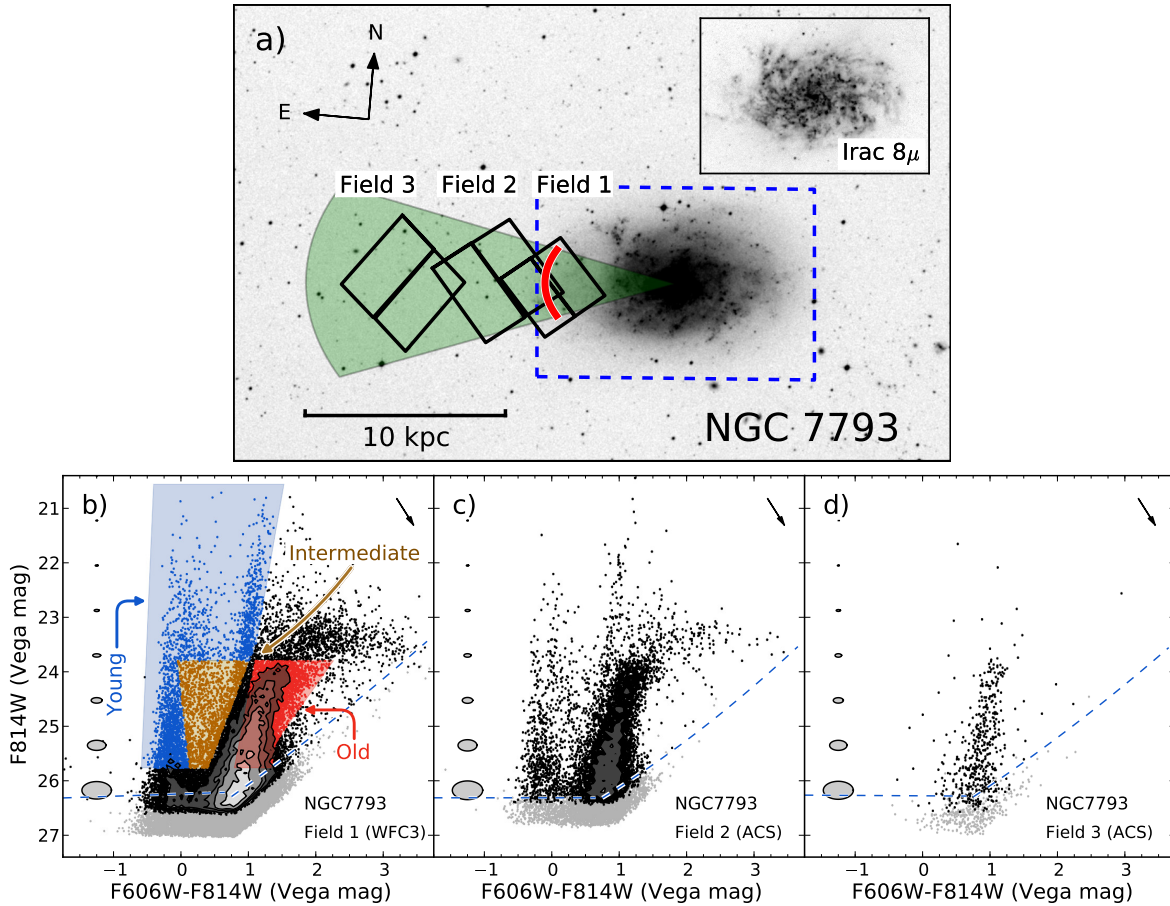 a)
N
E
Irac 8μ
Field 3
Field 2
Field 1
10 kpc
NGC 7793
b)
c)
d)
21
22
23
24
25
26
27
F814W (Vega mag)
Young
Intermediate
Old
NGC7793
Field 1 (WFC3)
NGC7793
Field 2 (ACS)
NGC7793
Field 3 (ACS)
−1 0 1 2 3
−1 0 1 2 3
−1 0 1 2 3
F606W-F814W (Vega mag)
F606W-F814W (Vega mag)
F606W-F814W (Vega mag)